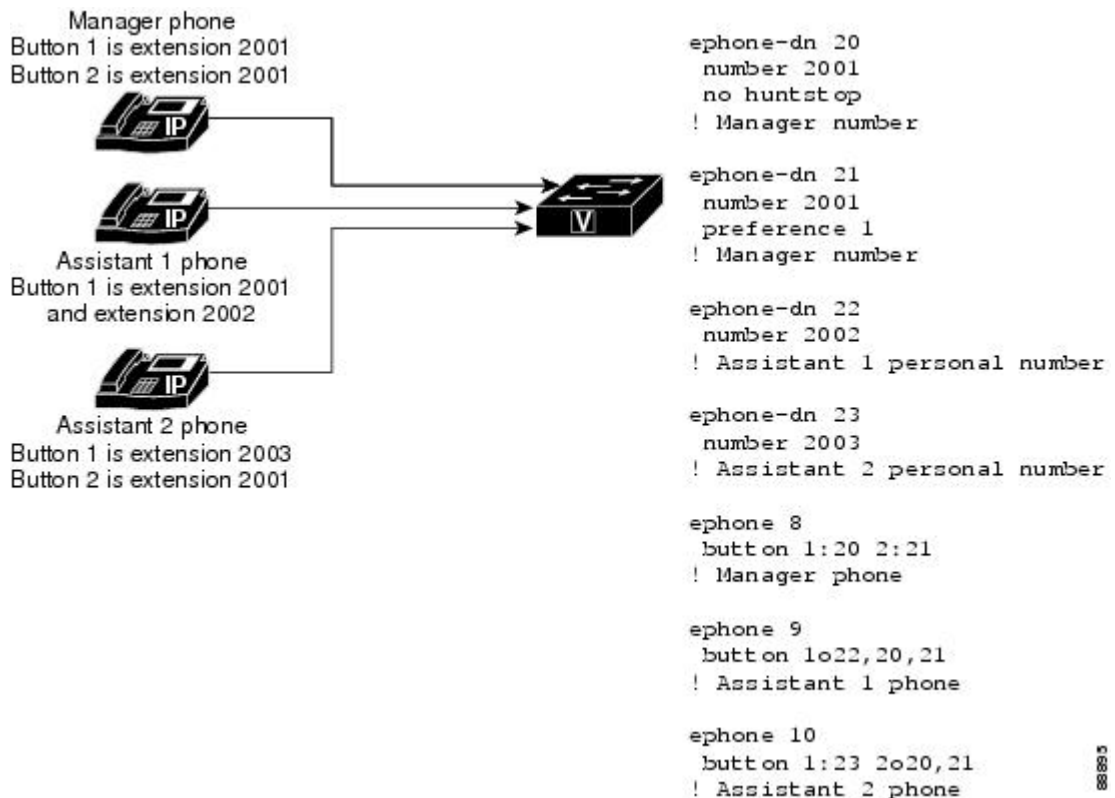 Manager phone
Button 1 is extension 2001
Button 2 is extension 2001
IP
IP
Assistant 1 phone
Button 1 is extension 2001
and extension 2002
IP
Assistant 2 phone
Button 1 is extension 2003
Button 2 is extension 2001
V
ephone-dn 20
number 2001
no huntstop
! Manager number
ephone-dn 21
number 2001
preference 1
! Manager number
ephone-dn 22
number 2002
! Assistant 1 personal number
ephone-dn 23
number 2003
! Assistant 2 personal number
ephone 8
button 1:20 2:21
! Manager phone
ephone 9
button 1o22,20,21
! Assistant 1 phone
ephone 10
button 1:23 2o20,21
! Assistant 2 phone
88895